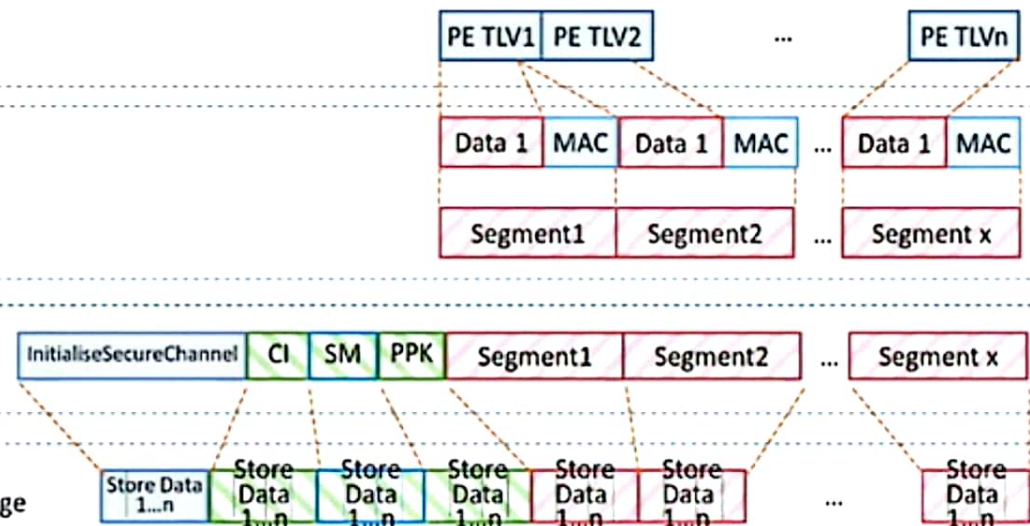 PE TLV1 PE TLV2 ... PE TLVn
Data 1 MAC Data 1 MAC ... Data 1 MAC
Segment1 Segment2 ... Segment x
InitialiseSecureChannel CI SM PPK Segment1 Segment2 ... Segment x
ge
Store Data
1...n
Store
Data
1...n
Store
Data
1...n
Store
Data
1...n
Store
Data
1...n
Store
Data
1...n
...
Store
Data
1...n